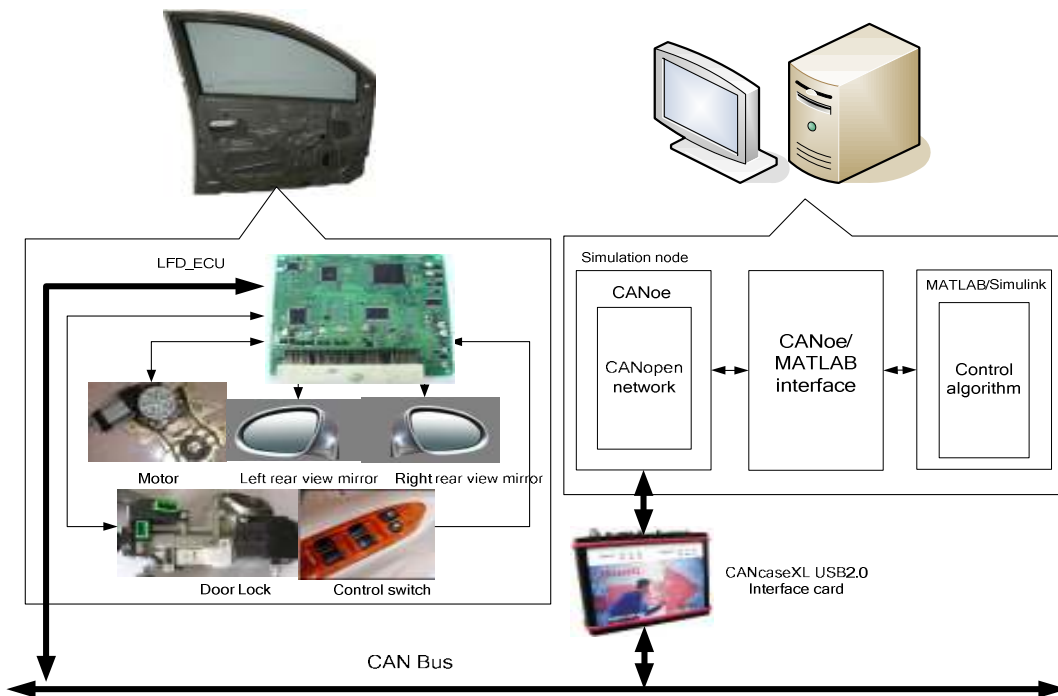 LFD_ECU
Motor
Left rear view mirror
Right rear view mirror
Door Lock
Control switch
Simulation node
CANoe
CANopen
network
CANoe/
MATLAB
interface
MATLAB/Simulink
Control
algorithm
CANcaseXL USB2.0
Interface card
CAN Bus